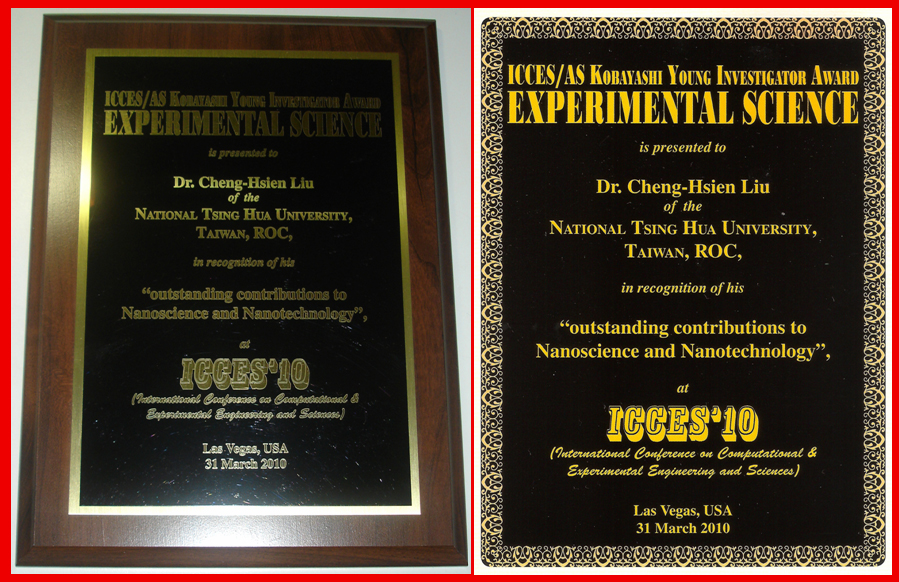 ICCES/AS KOBAYASHI YOUNG INVESTIGATOR AWARD
EXPERIMENTAL SCIENCE
is presented to
Dr. Cheng-Hsien Liu
of the
NATIONAL TSING HUA UNIVERSITY,
TAIWAN, ROC,
in recognition of his
“outstanding contributions to
Nanoscience and Nanotechnology”,
at
ICCES’10
(International Conference on Computational &
Experimental Engineering and Sciences)
Las Vegas, USA
31 March 2010
ICCES/AS KOBAYASHI YOUNG INVESTIGATOR AWARD
EXPERIMENTAL SCIENCE
is presented to
Dr. Cheng-Hsien Liu
of the
NATIONAL TSING HUA UNIVERSITY,
TAIWAN, ROC,
in recognition of his
“outstanding contributions to
Nanoscience and Nanotechnology”,
at
ICCES’10
(International Conference on Computational &
Experimental Engineering and Sciences)
Las Vegas, USA
31 March 2010